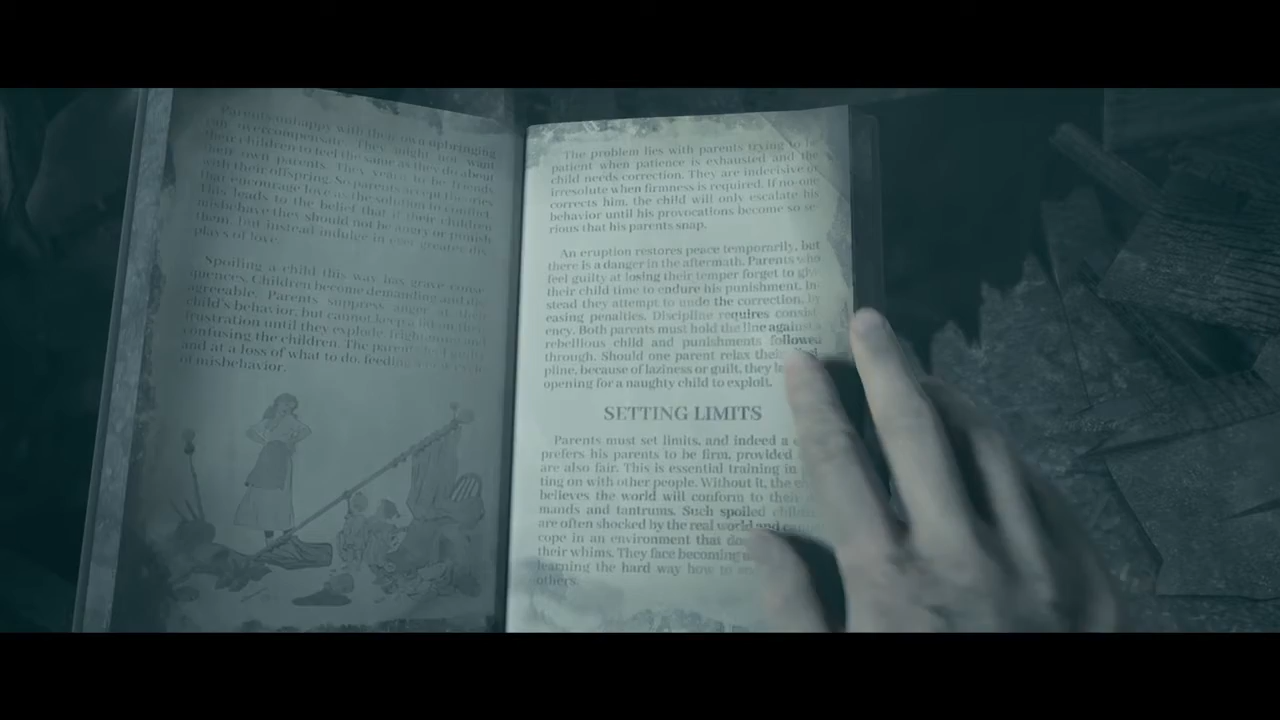 Parents unhappy with their own upbringing
may overcompensate. They might not want
their children to feel the same as they do about
their own parents. They yearn to be friends
with their offspring. So parents accept theories
that encourage love as the solution to conflict.
This leads to the belief that if their children
misbehave they should not be angry or punish
them, but instead indulge in even greater dis
plays of love.
Spoiling a child this way has grave conse
quences. Children become demanding and dis
agreeable. Parents suppress anger at their
child's behavior, but cannot keep
frustration until they explode frightening and
confusing the children. The parents
and at a loss of what to do, feeding
of misbehavior.
The problem lies with parents trying to be
patient when patience is exhausted and the
child needs correction. They are inderisive or
irresolute when firmness is required. If no-one
corrects him, the child will only escalate his
behavior until his provocations become so se-
rious that his parents snap.
An eruption restores peace temporarily, but
there is a danger in the aftermath. Parents who
feel guilty at losing their temper forget to give
their child time to endure his punishment. In-
stead they attempt to undo the correction, by
easing penalties. Discipline requires consist
ency. Both parents must hold the line against a
rebellious child and punishments followed
through. Should one parent relax their
pline, because of laziness or guilt, they
opening for a naughty child to exploit.
SETTING LIMITS
Parents must set limits, and indeed a
prefers his parents to be firm, provided
are also fair. This is essential training in
ting on with other people. Without it, the
believes the world will conform to their
mands and tantrums. Such spoiled
are often shocked by the real world and
cope in an environment that
their whims. They face becoming
learning the hard way how to
others.